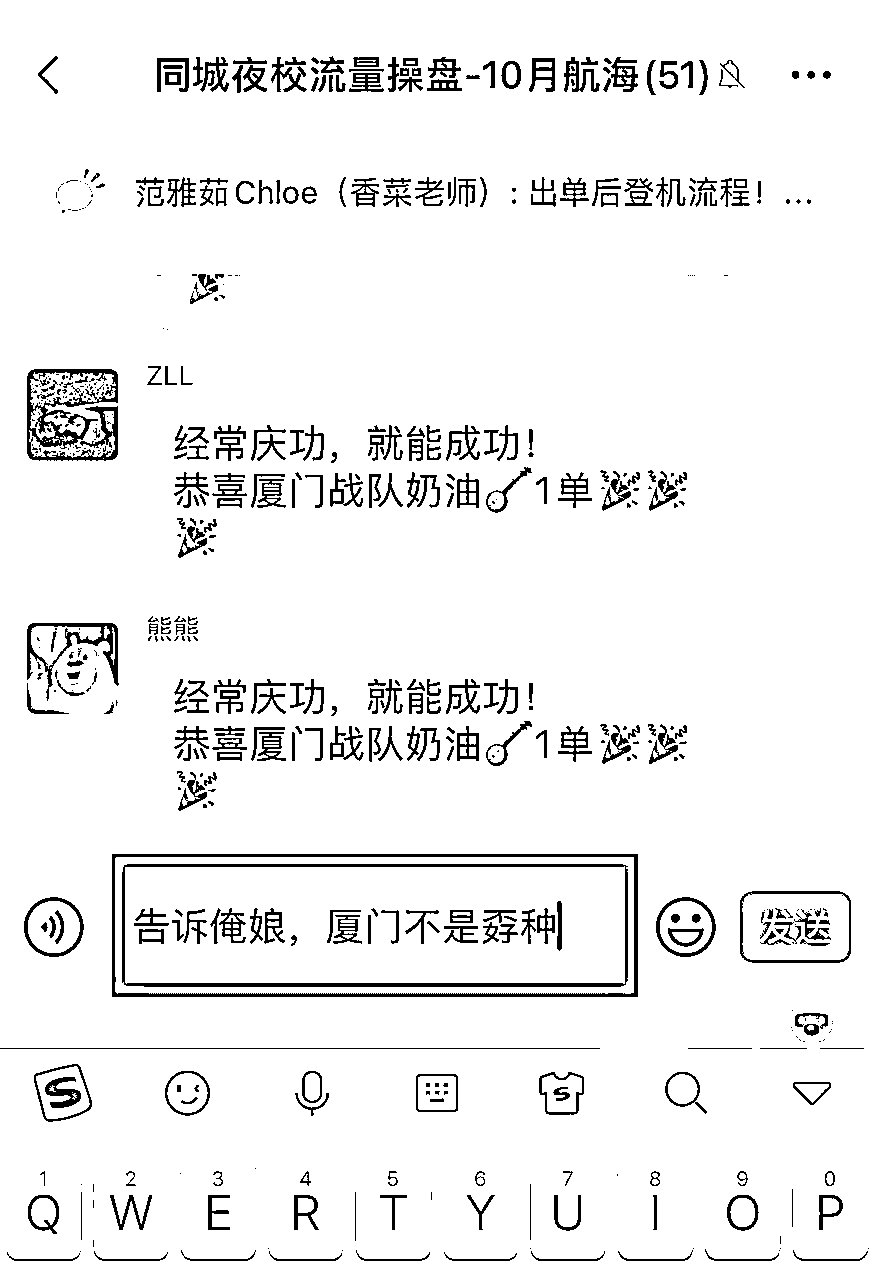 同城夜校流量操盘-10月航海(51)
范雅茹Chloe（香菜老师）: 出单后登机流程！…
ZLL
经常庆功，就能成功！
恭喜厦门战队奶油🪕1单🎉🎉
🎉
熊熊
经常庆功，就能成功！
恭喜厦门战队奶油🪕1单🎉🎉
🎉
告诉俺娘，厦门不是孬种
发送
1 2 3 4 5 6 7 8 9 0
Q W E R T Y U I O P